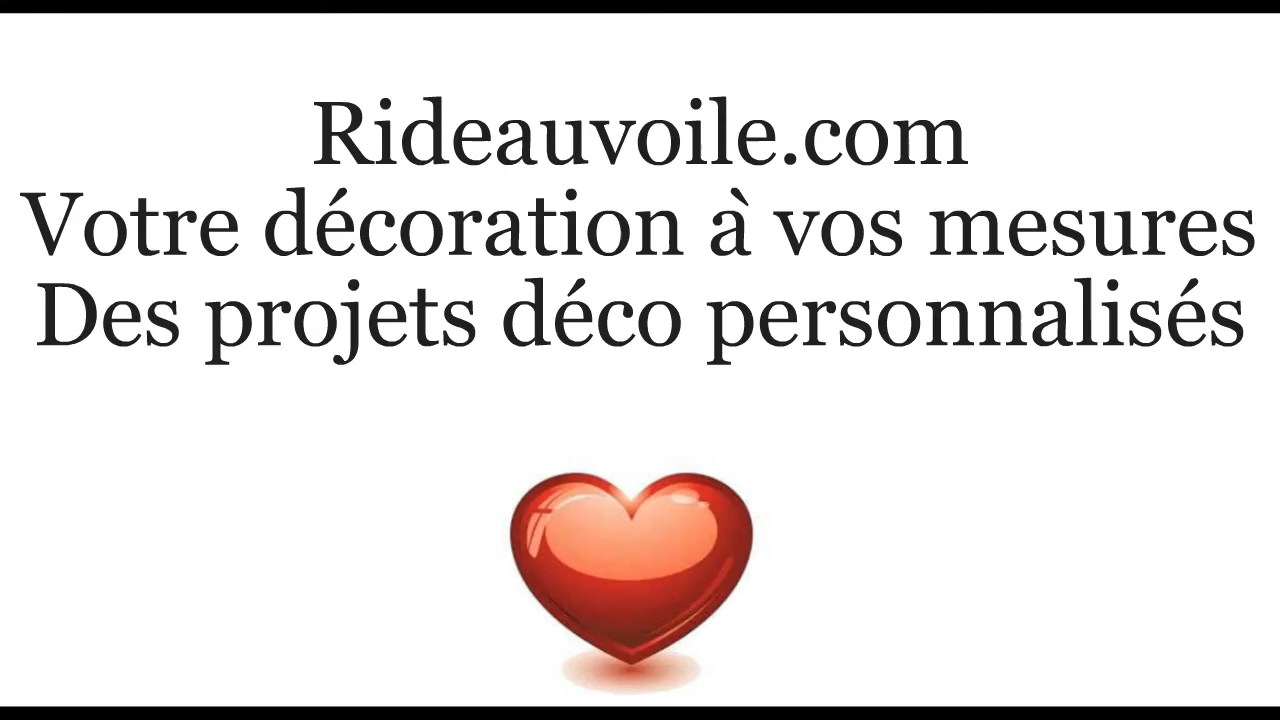 Rideauvoile.com
Votre décoration à vos mesures
Des projets déco personnalisés